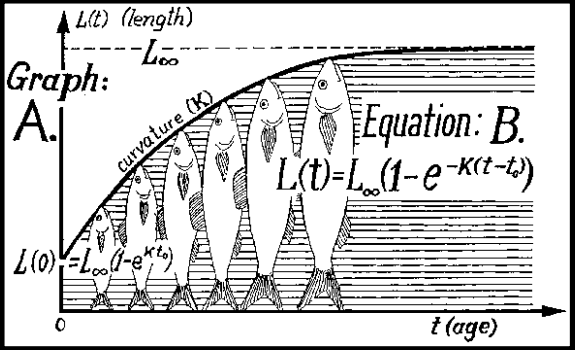 L(t) (length)
L∞
Graph:
A.
curvature (K)
Equation: B.
L(t)=L∞(1-e^-K(t-t₀))
L(0)=L∞(1-e^Kt₀)
0
t (age)